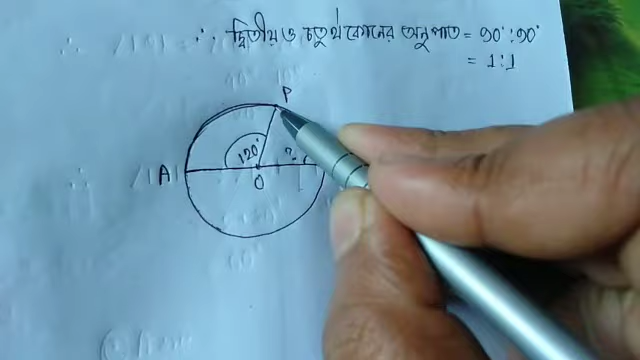 ∴ দ্বিতীয় ও চতুর্থ কোনের অনুপাত = 90° : 90°
= 1:1
P
120°
?
A
O